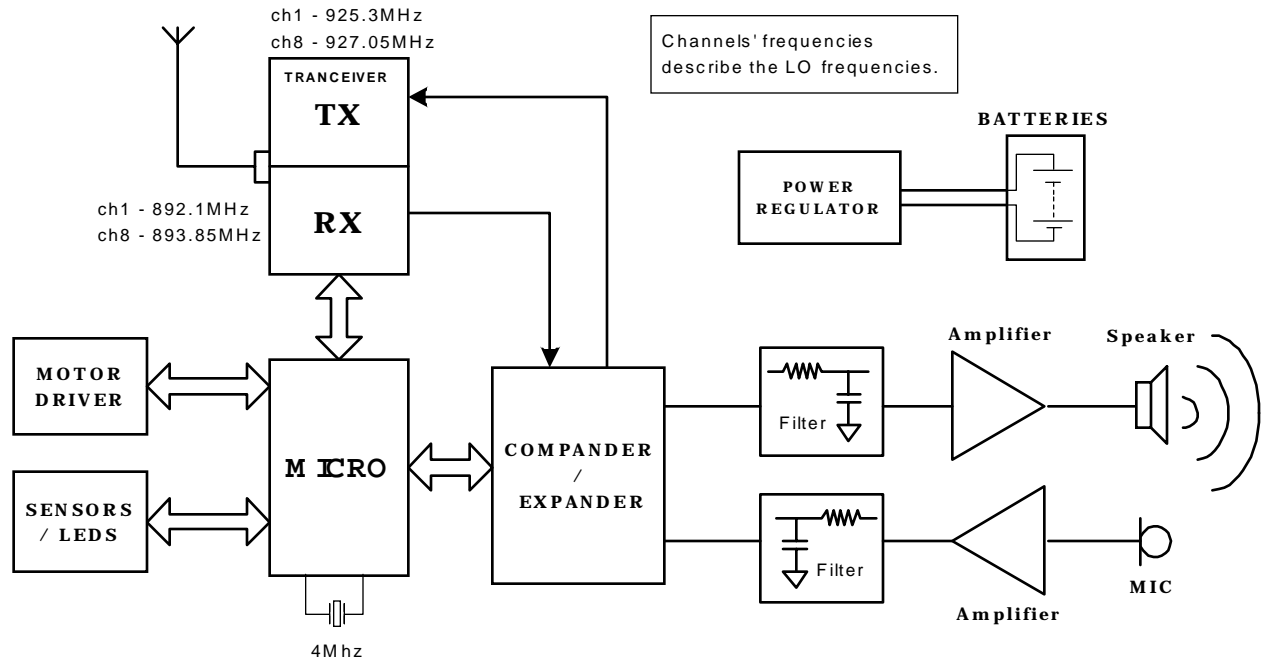 ch1 - 925.3MHz
ch8 - 927.05MHz
Channels' frequencies
describe the LO frequencies.
TRANCEIVER
TX
BATTERIES
POWER
REGULATOR
ch1 - 892.1MHz
ch8 - 893.85MHz
RX
Amplifier
Speaker
MOTOR
DRIVER
Filter
MICRO
COMPANDER
/
EXPANDER
SENSORS
/ LEDS
Filter
MIC
Amplifier
4Mhz